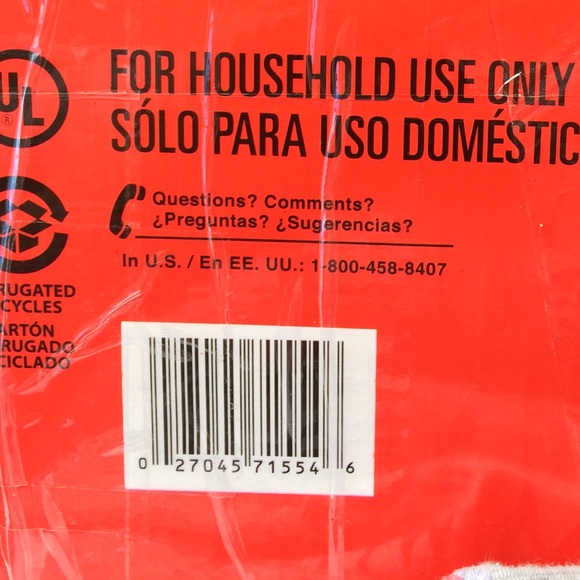 UL
®
FOR HOUSEHOLD USE ONLY
SÓLO PARA USO DOMÉSTIC
Questions? Comments?
¿Preguntas? ¿Sugerencias?
In U.S. / En EE. UU.: 1-800-458-8407
RUGATED
CYCLES
ARTÓN
RUGADO
CICLADO
0 27045 71554 6